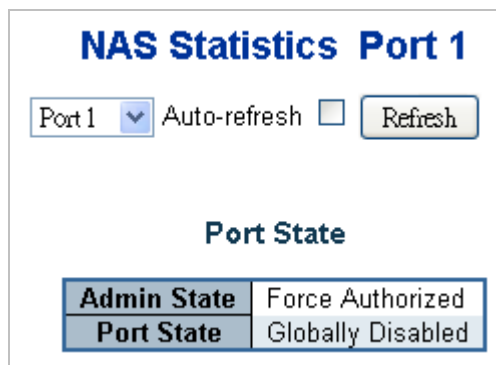 NAS Statistics Port 1
Port 1 Auto-refresh Refresh
Port State
Admin State Force Authorized
Port State Globally Disabled